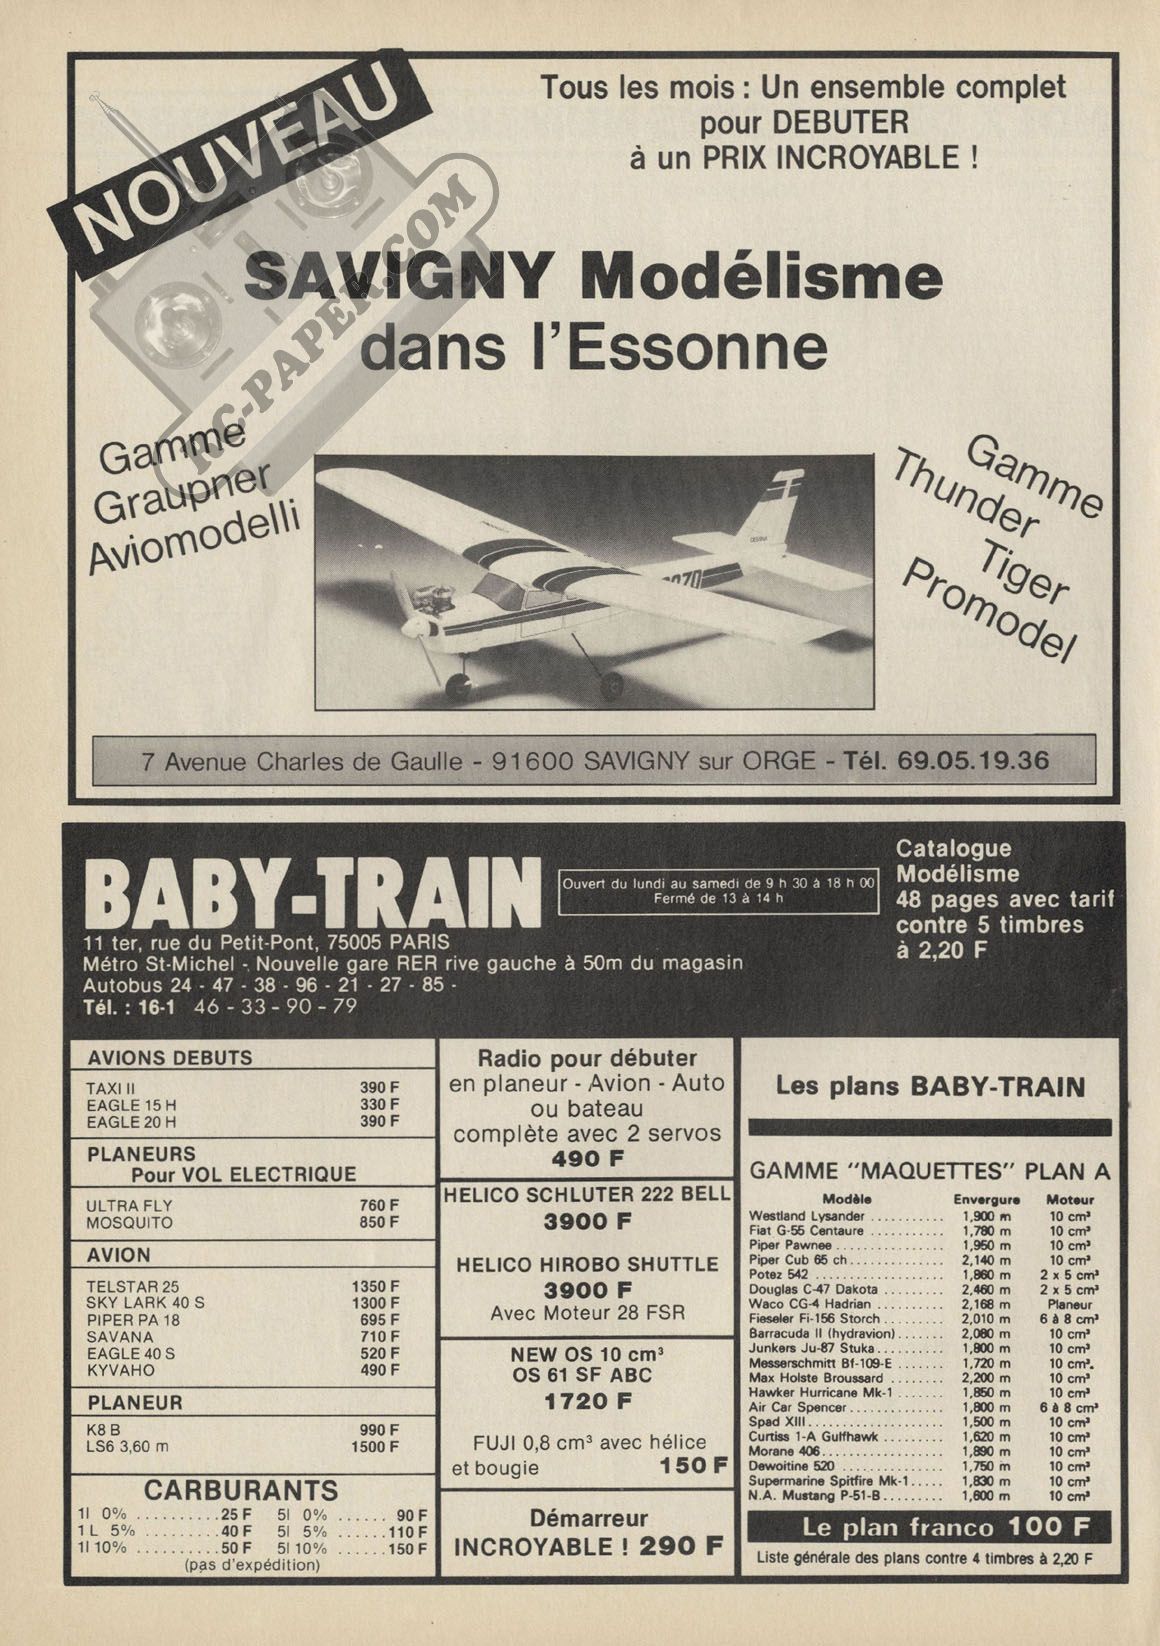 NOUVEAU
Tous les mois : Un ensemble complet
pour DEBUTER
à un PRIX INCROYABLE !
SAVIGNY Modélisme
dans l'Essonne
RC-PAPER.COM
Gamme
Graupner
Aviomodelli
Gamme
Thunder
Tiger
Promodel
CESSNA
7 Avenue Charles de Gaulle - 91600 SAVIGNY sur ORGE - Tél. 69.05.19.36
BABY-TRAIN
Ouvert du lundi au samedi de 9 h 30 à 18 h 00
Fermé de 13 à 14 h
Catalogue
Modélisme
48 pages avec tarif
contre 5 timbres
à 2,20 F
11 ter, rue du Petit-Pont, 75005 PARIS
Métro St-Michel - Nouvelle gare RER rive gauche à 50m du magasin
Autobus 24 - 47 - 38 - 96 - 21 - 27 - 85 -
Tél. : 16-1 46 - 33 - 90 - 79
AVIONS DEBUTS
TAXI II 390 F
EAGLE 15 H 330 F
EAGLE 20 H 390 F
PLANEURS
Pour VOL ELECTRIQUE
ULTRA FLY 760 F
MOSQUITO 850 F
AVION
TELSTAR 25 1350 F
SKY LARK 40 S 1300 F
PIPER PA 18 695 F
SAVANA 710 F
EAGLE 40 S 520 F
KYVAHO 490 F
PLANEUR
K8 B 990 F
LS6 3,60 m 1500 F
CARBURANTS
1l 0% ..........25 F 5l 0% ...... 90 F
1 L 5% .........40 F 5l 5% ......110 F
1l 10% .........50 F 5l 10% ......150 F
(pas d'expédition)
Radio pour débuter
en planeur - Avion - Auto
ou bateau
complète avec 2 servos
490 F
HELICO SCHLUTER 222 BELL
3900 F
HELICO HIROBO SHUTTLE
3900 F
Avec Moteur 28 FSR
NEW OS 10 cm³
OS 61 SF ABC
1720 F
FUJI 0,8 cm³ avec hélice
et bougie 150 F
Démarreur
INCROYABLE ! 290 F
Les plans BABY-TRAIN
GAMME "MAQUETTES" PLAN A
Modèle Envergure Moteur
Westland Lysander ........... 1,900 m 10 cm³
Fiat G-55 Centaure ........... 1,780 m 10 cm³
Piper Pawnee ................ 1,950 m 10 cm³
Piper Cub 65 ch.............. 2,140 m 10 cm³
Potez 542 ................... 1,860 m 2 x 5 cm³
Douglas C-47 Dakota ......... 2,460 m 2 x 5 cm³
Waco CG-4 Hadrian .......... 2,168 m Planeur
Fieseler Fi-156 Storch ......... 2,010 m 6 à 8 cm³
Barracuda II (hydravion)....... 2,080 m 10 cm³
Junkers Ju-87 Stuka.......... 1,800 m 10 cm³
Messerschmitt Bf-109-E ....... 1,720 m 10 cm³.
Max Holste Broussard ........ 2,200 m 10 cm³
Hawker Hurricane Mk-1 ....... 1,850 m 10 cm³
Air Car Spencer.............. 1,800 m 6 à 8 cm³
Spad XIII.................... 1,500 m 10 cm³
Curtiss 1-A Gulfhawk ......... 1,620 m 10 cm³
Morane 406.................. 1,890 m 10 cm³
Dewoitine 520 ............... 1,750 m 10 cm³
Supermarine Spitfire Mk-1..... 1,830 m 10 cm³
N.A. Mustang P-51-B......... 1,600 m 10 cm³
Le plan franco 100 F
Liste générale des plans contre 4 timbres à 2,20 F